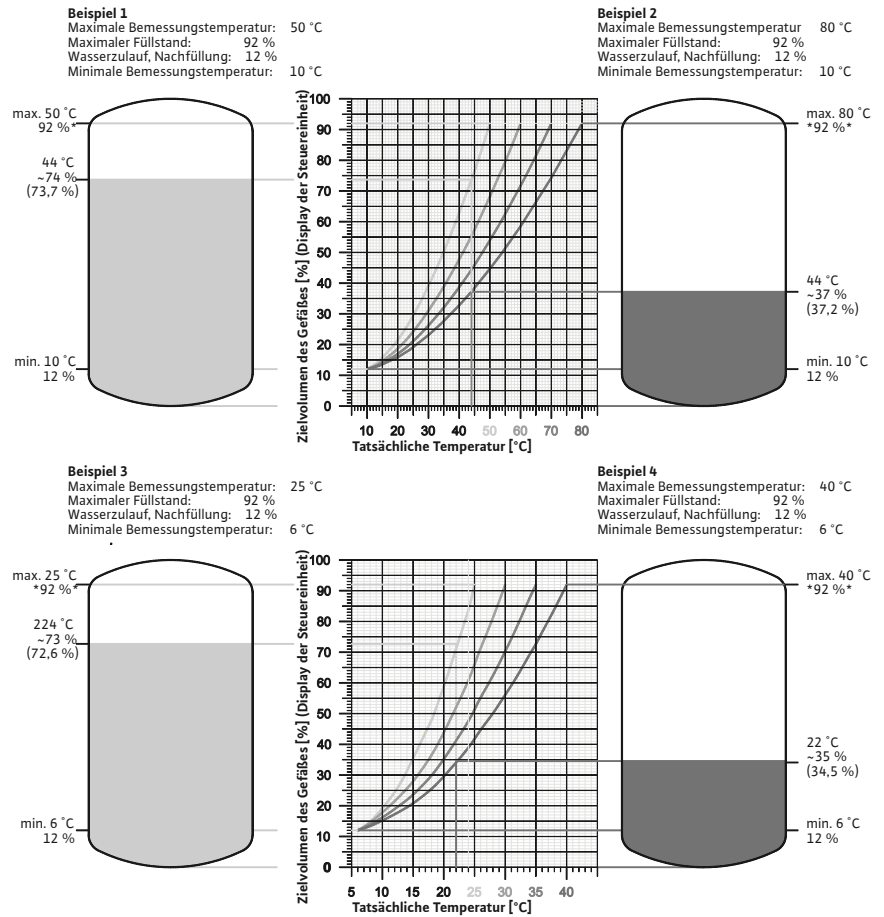 Beispiel 1
Maximale Bemessungstemperatur: 50 °C
Maximaler Füllstand: 92 %
Wasserzulauf, Nachfüllung: 12 %
Minimale Bemessungstemperatur: 10 °C
max. 50 °C
92 %*
44 °C
~74 %
(73,7 %)
min. 10 °C
12 %
Zielvolumen des Gefäßes [%] (Display der Steuereinheit)
100
90
80
70
60
50
40
30
20
10
0
10 20 30 40 50 60 70 80
Tatsächliche Temperatur [°C]
Beispiel 2
Maximale Bemessungstemperatur 80 °C
Maximaler Füllstand: 92 %
Wasserzulauf, Nachfüllung: 12 %
Minimale Bemessungstemperatur: 10 °C
max. 80 °C
*92 %*
44 °C
~37 %
(37,2 %)
min. 10 °C
12 %
Beispiel 3
Maximale Bemessungstemperatur: 25 °C
Maximaler Füllstand: 92 %
Wasserzulauf, Nachfüllung: 12 %
Minimale Bemessungstemperatur: 6 °C
max. 25 °C
*92 %*
224 °C
~73 %
(72,6 %)
min. 6 °C
12 %
Zielvolumen des Gefäßes [%] (Display der Steuereinheit)
100
90
80
70
60
50
40
30
20
10
0
5 10 15 20 25 30 35 40
Tatsächliche Temperatur [°C]
Beispiel 4
Maximale Bemessungstemperatur: 40 °C
Maximaler Füllstand: 92 %
Wasserzulauf, Nachfüllung: 12 %
Minimale Bemessungstemperatur: 6 °C
max. 40 °C
*92 %*
22 °C
~35 %
(34,5 %)
min. 6 °C
12 %